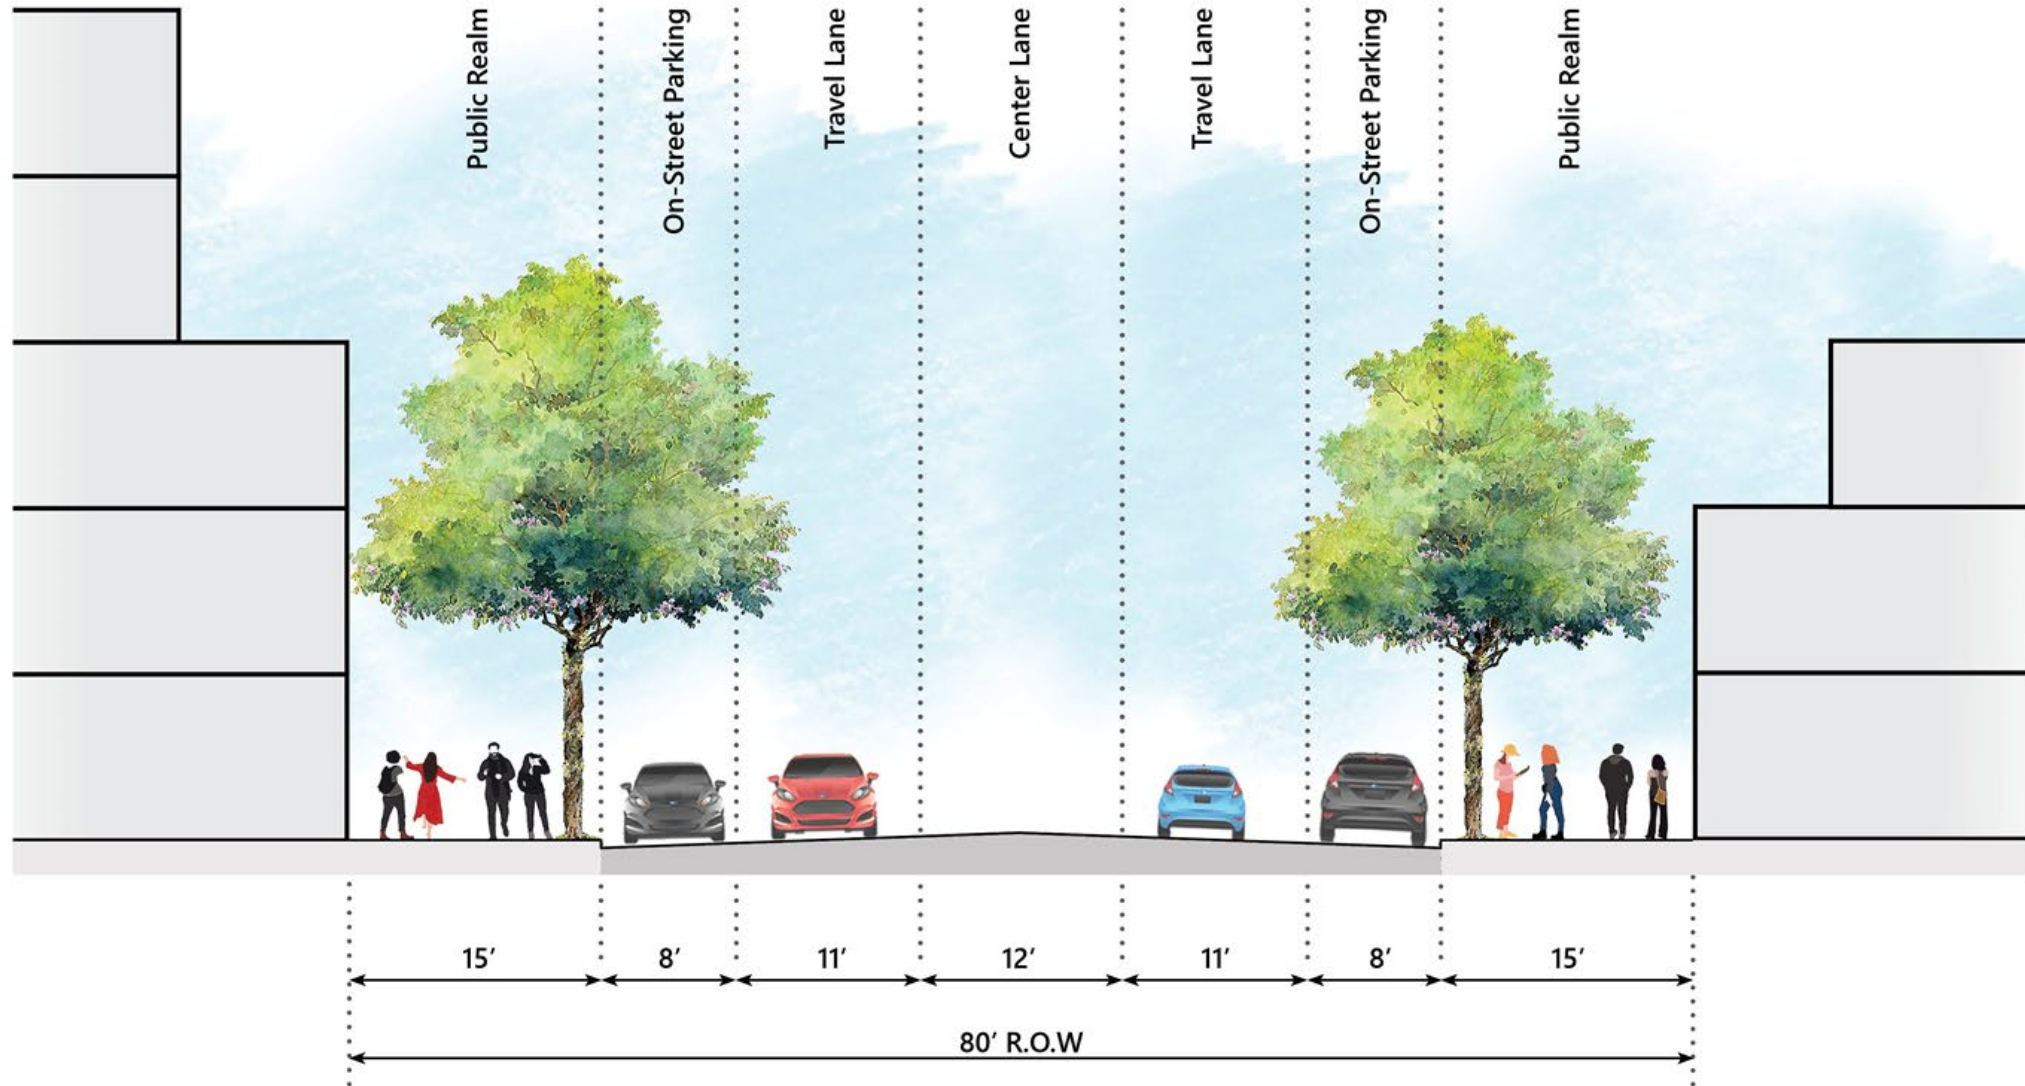 Public Realm
On-Street Parking
Travel Lane
Center Lane
Travel Lane
On-Street Parking
Public Realm
15′
8′
11′
12′
11′
8′
15′
80′ R.O.W